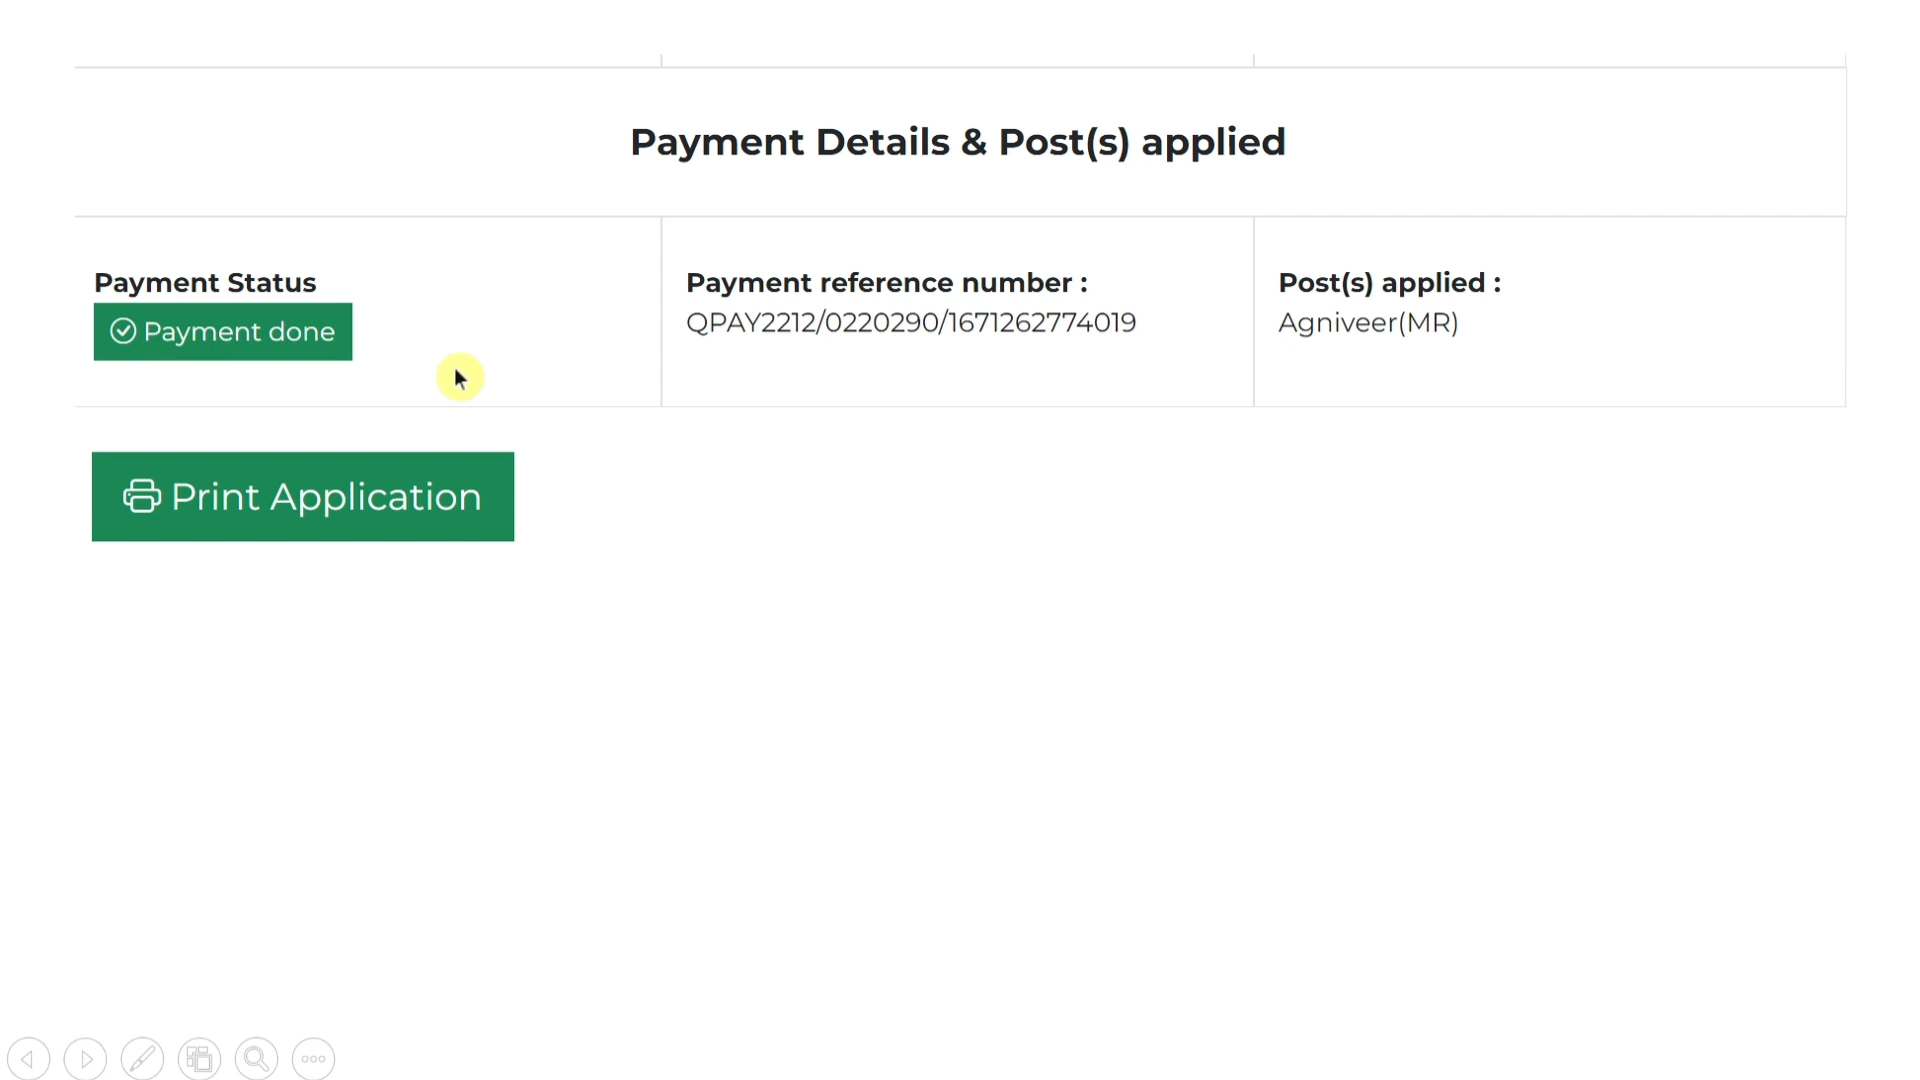 Payment Details & Post(s) applied
Payment Status
Payment done
Payment reference number :
QPAY2212/0220290/1671262774019
Post(s) applied :
Agniveer(MR)
Print Application